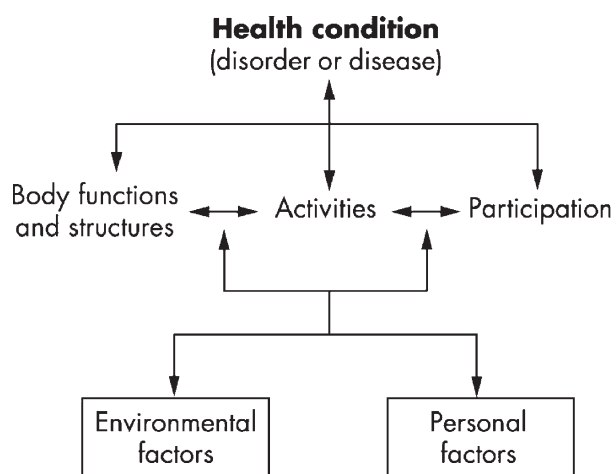 Health condition
(disorder or disease)
Body functions
and structures
Activities
Participation
Environmental
factors
Personal
factors